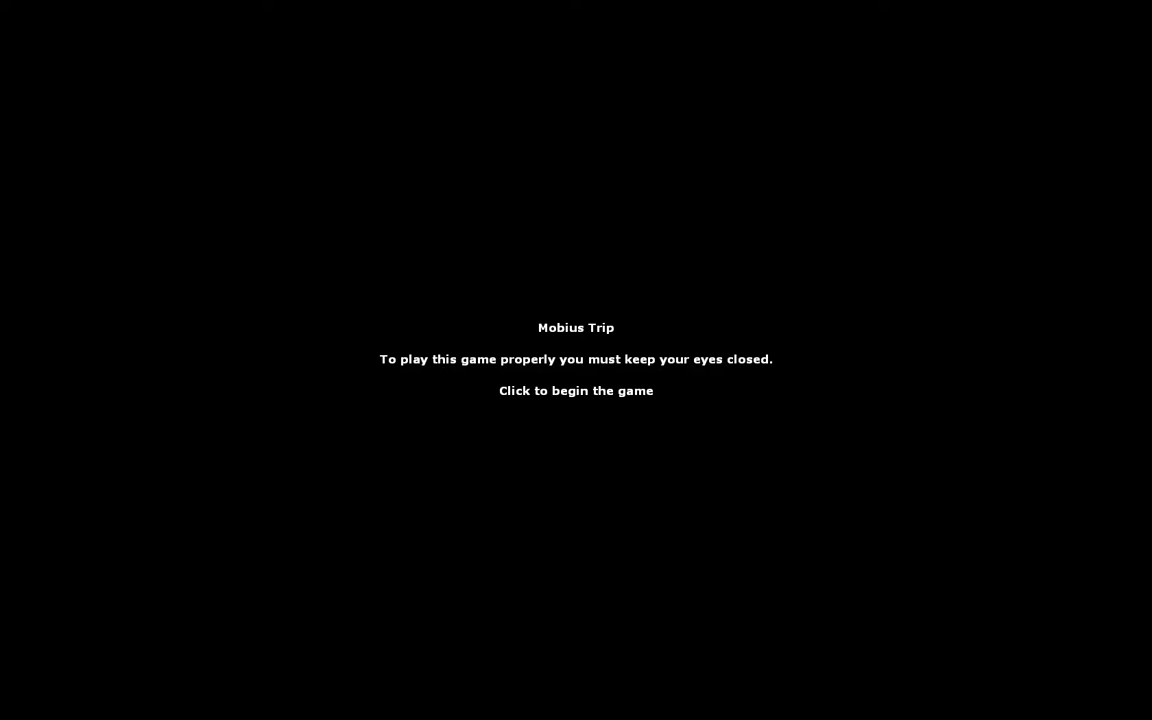 Mobius Trip
To play this game properly you must keep your eyes closed.
Click to begin the game